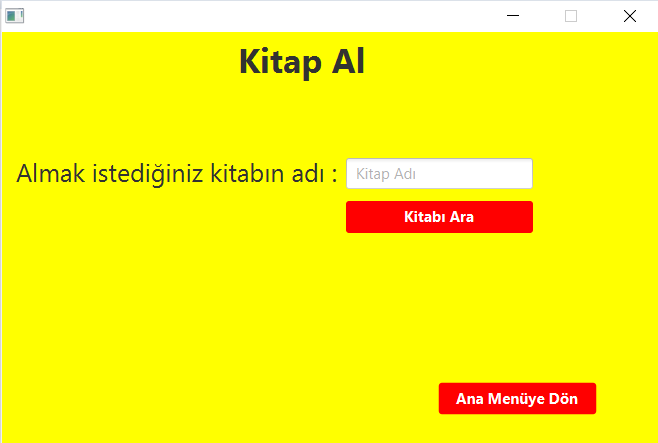 Kitap Al
Almak istediğiniz kitabın adı :
Kitap Adı
Kitabı Ara
Ana Menüye Dön